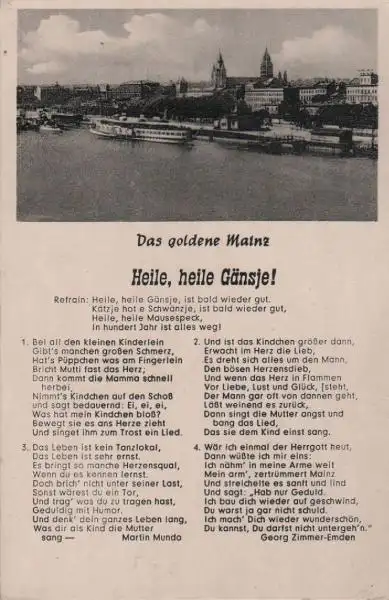 Das goldene Mainz
Heile, heile Gänsje!
Refrain: Heile, heile Gänsje, ist bald wieder gut.
Kätzje hot e Schwänzje, ist bald wieder gut,
Heile, heile Mausespeck,
In hundert Jahr ist alles weg!
1. Bei all den kleinen Kinderlein
Gibt's manchen großen Schmerz,
Hat's Püppchen was am Fingerlein
Bricht Mutti fast das Herz;
Dann kommt die Mamma schnell
herbei,
Nimmt's Kindchen auf den Schoß
und sagt bedauernd: Ei, ei, ei,
Was hat mein Kindchen bloß?
Bewegt sie es ans Herze zieht
Und singet ihm zum Trost ein Lied.
2. Und ist das Kindchen größer dann,
Erwacht im Herz die Lieb,
Es dreht sich alles um den Mann,
Den bösen Herzensdieb,
Und wenn das Herz in Flammen
Vor Liebe, Lust und Glück, [steht,
Der Mann gar oft von dannen geht,
Läßt weinend es zurück,
Dann singt die Mutter angst und
bang das Lied,
Das sie dem Kind einst sang.
3. Das Leben ist kein Tanzlokal,
Das Leben ist sehr ernst.
Es bringt so manche Herzensqual,
Wenn du es kennen lernst.
Doch brich' nicht unter seiner Last,
Sonst wärest du ein Tor,
Und trag' was du zu tragen hast,
Geduldig mit Humor.
Und denk' dein ganzes Leben lang,
Was dir als Kind die Mutter
sang — Martin Mundo
4. Wär ich einmal der Herrgott heut,
Dann wüßte ich mir eins:
Ich nähm' in meine Arme weit
Mein arm', zertrümmert Mainz
Und streichelte es sanft und lind
Und sagt: „Hab nur Geduld.
Ich bau dich wieder auf geschwind,
Du warst ja gar nicht schuld.
Ich mach' Dich wieder wunderschön,
Du kannst, Du darfst nicht untergeh'n."
Georg Zimmer-Emden